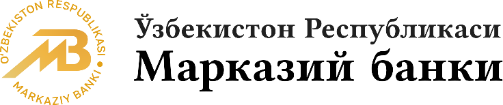 O'ZBEKISTON RESPUBLIKASI
MB
MARKAZIY BANKI
Ўзбекистон Республикаси
Марказий банки